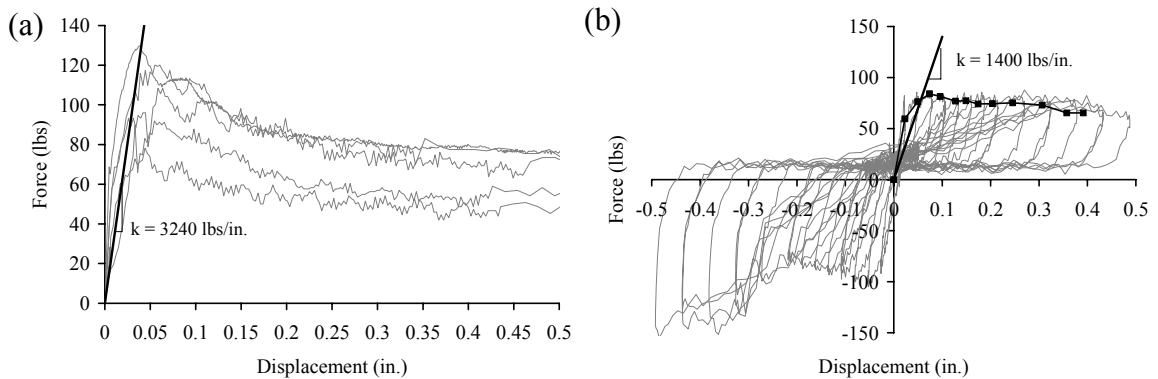 (a)
140
120
100
80
60
40
20
0
Force (lbs)
k = 3240 lbs/in.
0 0.05 0.1 0.15 0.2 0.25 0.3 0.35 0.4 0.45 0.5
Displacement (in.)
(b)
150
100
50
0
-50
-100
-150
Force (lbs)
k = 1400 lbs/in.
-0.5 -0.4 -0.3 -0.2 -0.1 0 0.1 0.2 0.3 0.4 0.5
Displacement (in.)